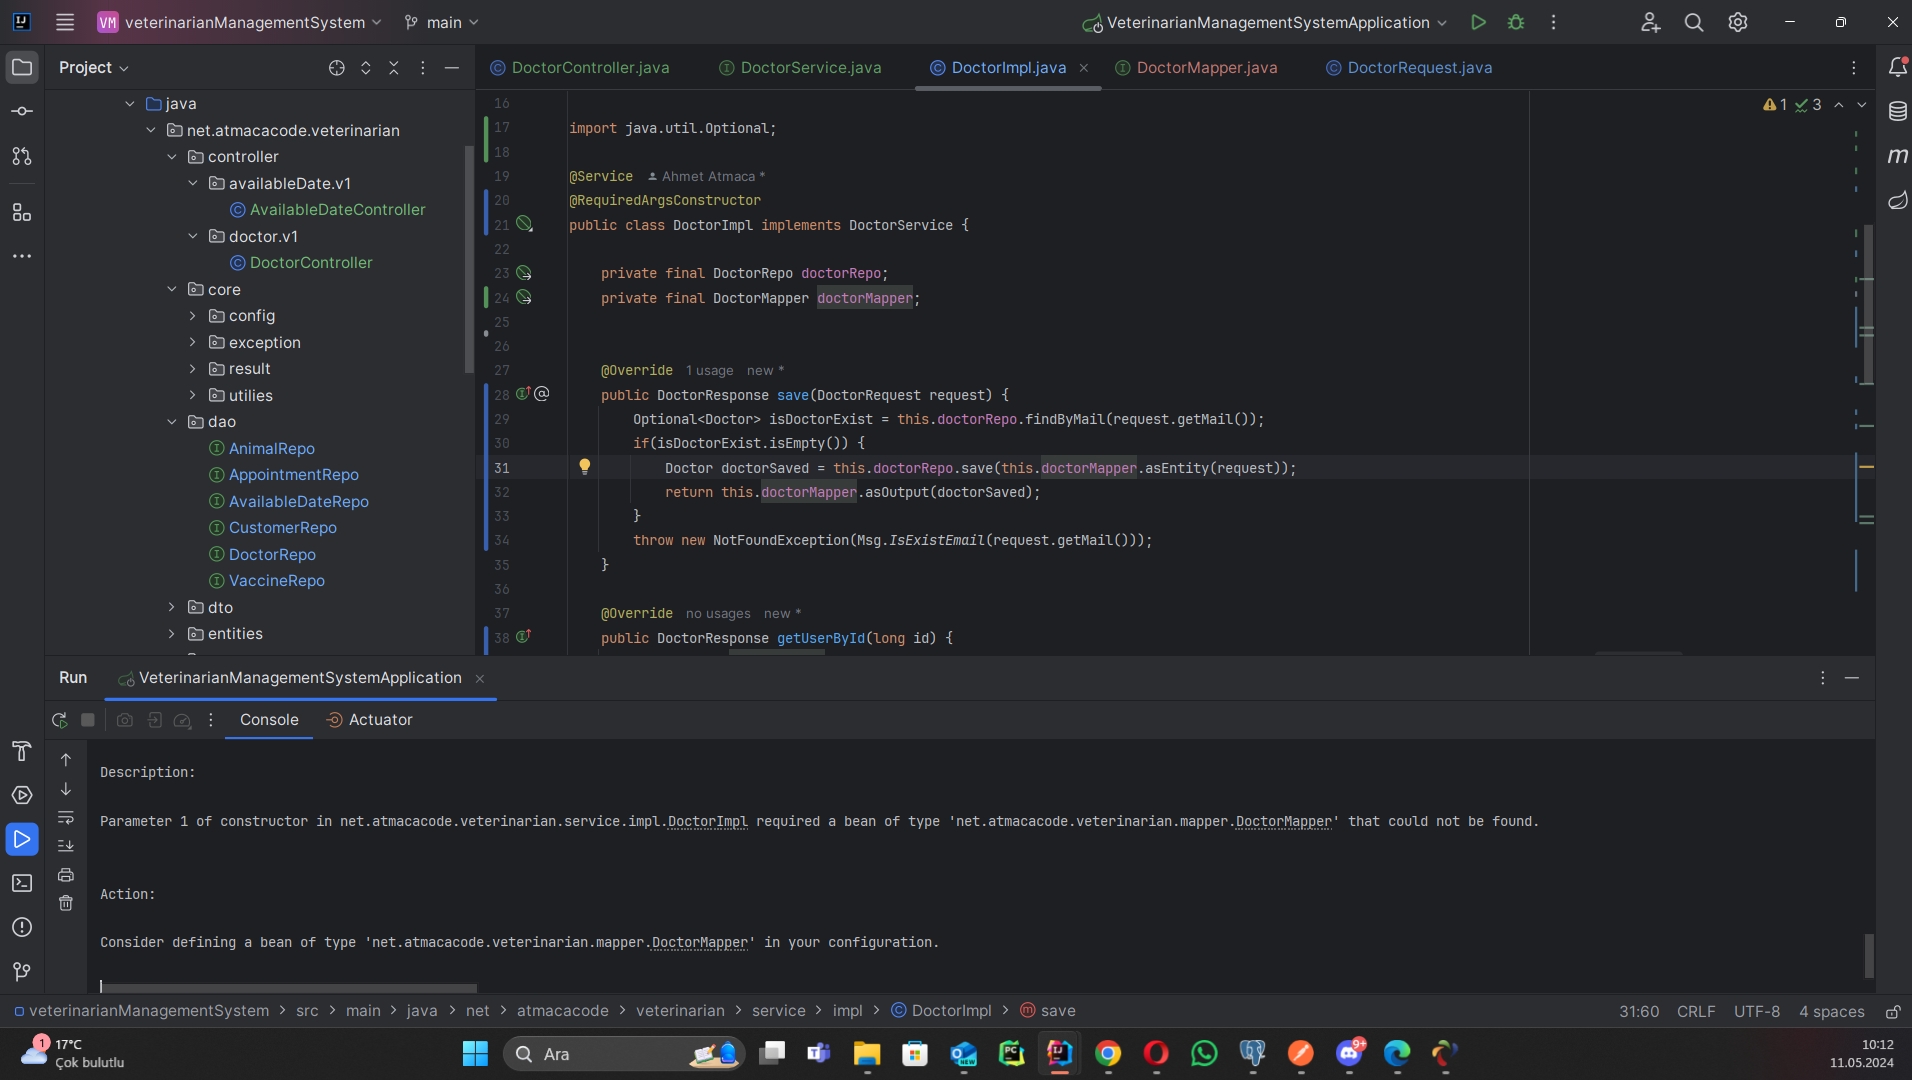 VM veterinarianManagementSystem main VeterinarianManagementSystemApplication
Project
DoctorController.java DoctorService.java DoctorImpl.java DoctorMapper.java DoctorRequest.java
java
net.atmacacode.veterinarian
controller
availableDate.v1
AvailableDateController
doctor.v1
DoctorController
core
config
exception
result
utilies
dao
AnimalRepo
AppointmentRepo
AvailableDateRepo
CustomerRepo
DoctorRepo
VaccineRepo
dto
entities
1 3
16
17 import java.util.Optional;
18
19 @Service Ahmet Atmaca *
20 @RequiredArgsConstructor
21 public class DoctorImpl implements DoctorService {
22
23 private final DoctorRepo doctorRepo;
24 private final DoctorMapper doctorMapper;
25
26
27 @Override 1 usage new *
28 public DoctorResponse save(DoctorRequest request) {
29 Optional<Doctor> isDoctorExist = this.doctorRepo.findByMail(request.getMail());
30 if(isDoctorExist.isEmpty()) {
31 Doctor doctorSaved = this.doctorRepo.save(this.doctorMapper.asEntity(request));
32 return this.doctorMapper.asOutput(doctorSaved);
33 }
34 throw new NotFoundException(Msg.IsExistEmail(request.getMail()));
35 }
36
37 @Override no usages new *
38 public DoctorResponse getUserById(long id) {
Run VeterinarianManagementSystemApplication
Console Actuator
Description:
Parameter 1 of constructor in net.atmacacode.veterinarian.service.impl.DoctorImpl required a bean of type 'net.atmacacode.veterinarian.mapper.DoctorMapper' that could not be found.
Action:
Consider defining a bean of type 'net.atmacacode.veterinarian.mapper.DoctorMapper' in your configuration.
veterinarianManagementSystem > src > main > java > net > atmacacode > veterinarian > service > impl > DoctorImpl > save 31:60 CRLF UTF-8 4 spaces
1 17°C
Çok bulutlu
Ara
9+
10:12
11.05.2024